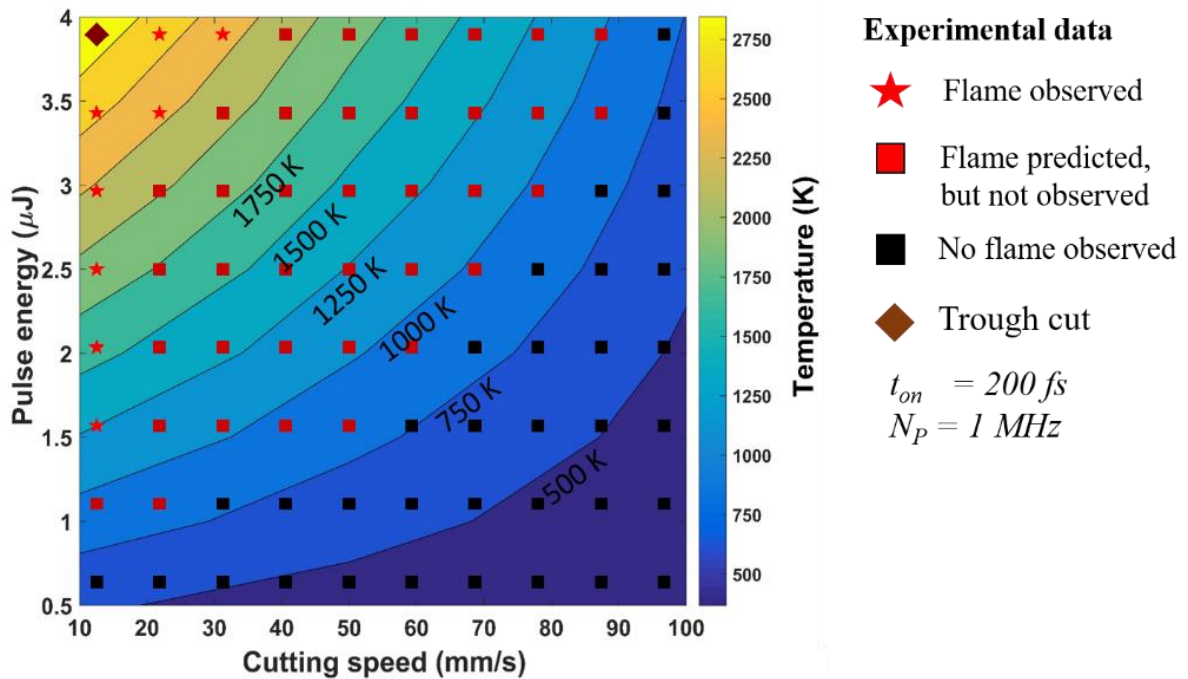 4
3.5
3
2.5
2
1.5
1
0.5
Pulse energy (μJ)
10 20 30 40 50 60 70 80 90 100
Cutting speed (mm/s)
1750 K
1500 K
1250 K
1000 K
750 K
500 K
2750
2500
2250
2000
1750
1500
1250
1000
750
500
Temperature (K)
Experimental data
Flame observed
Flame predicted,
but not observed
No flame observed
Trough cut
t_on = 200 fs
N_P = 1 MHz